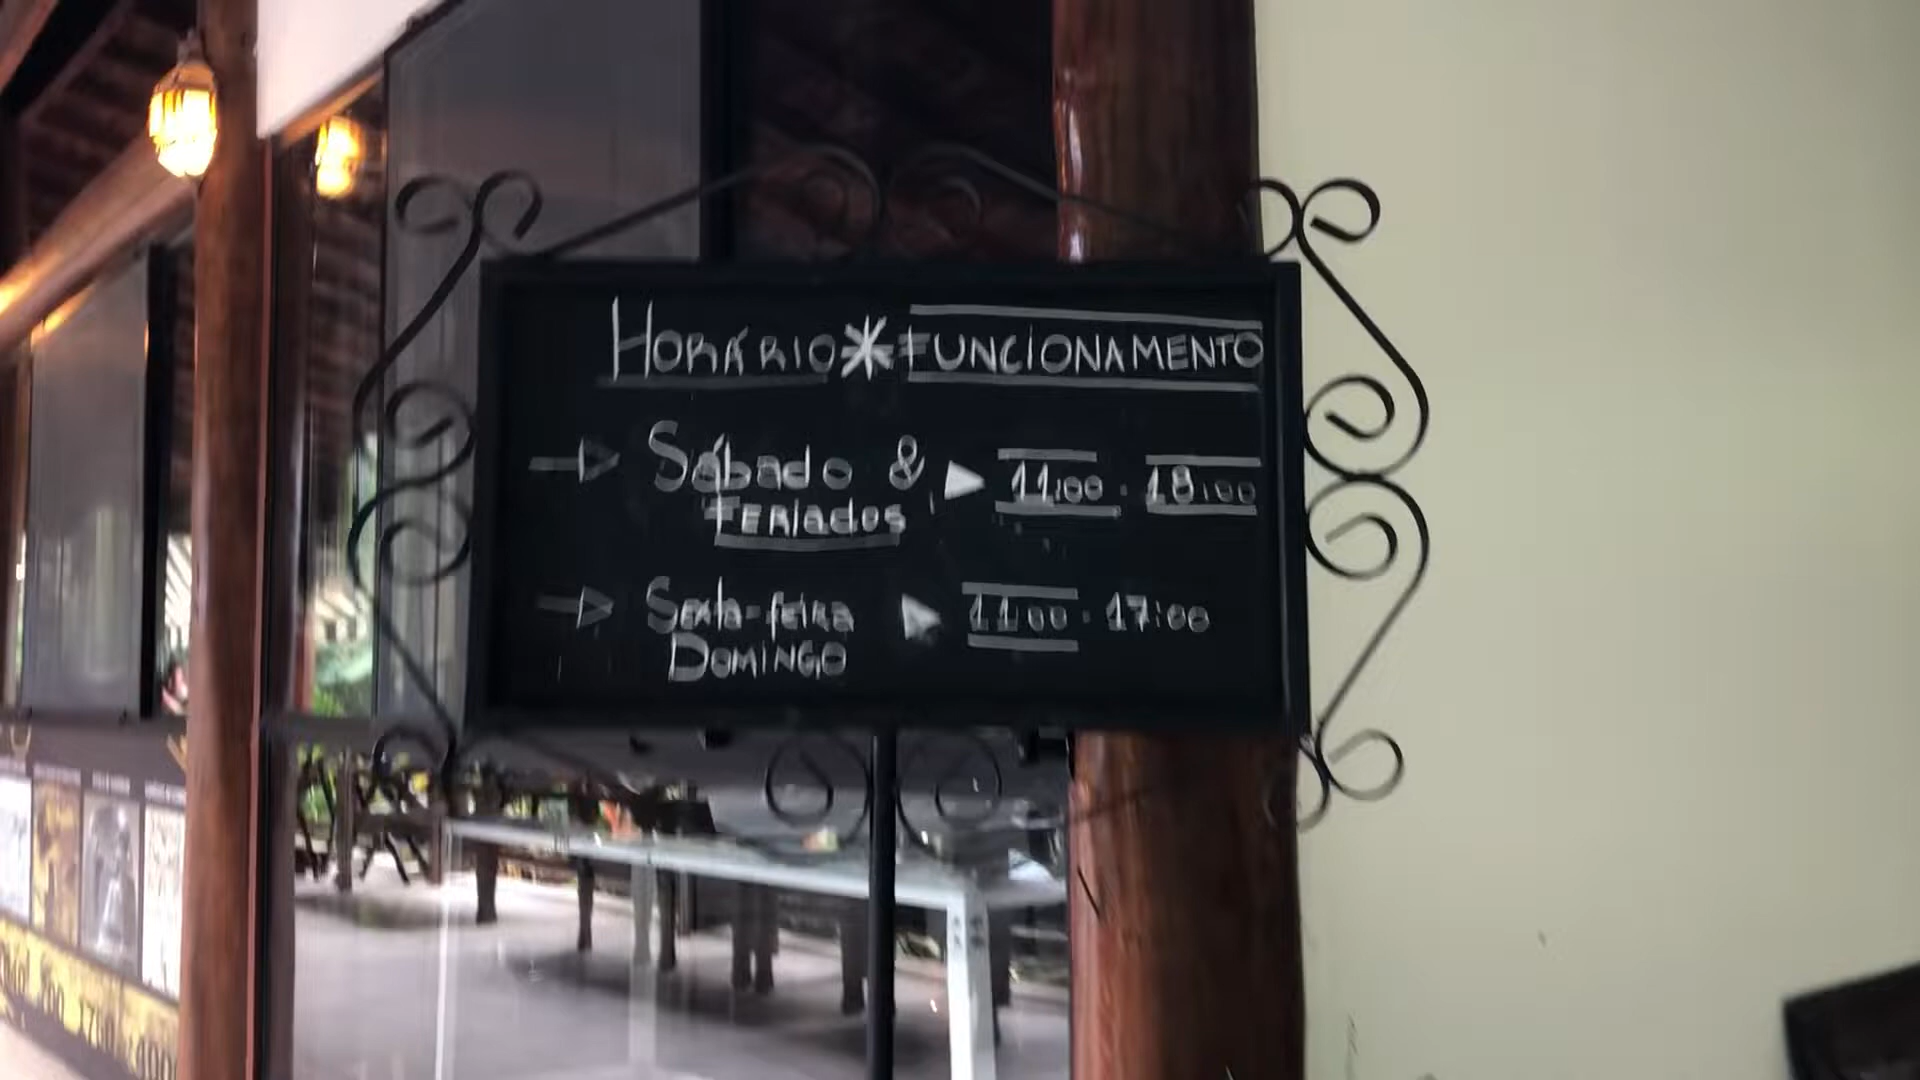 HORÁRIO * FUNCIONAMENTO
Sábado & 11:00 - 18:00
FERiados
Sexta-feira 11:00 - 17:00
DOMINGO